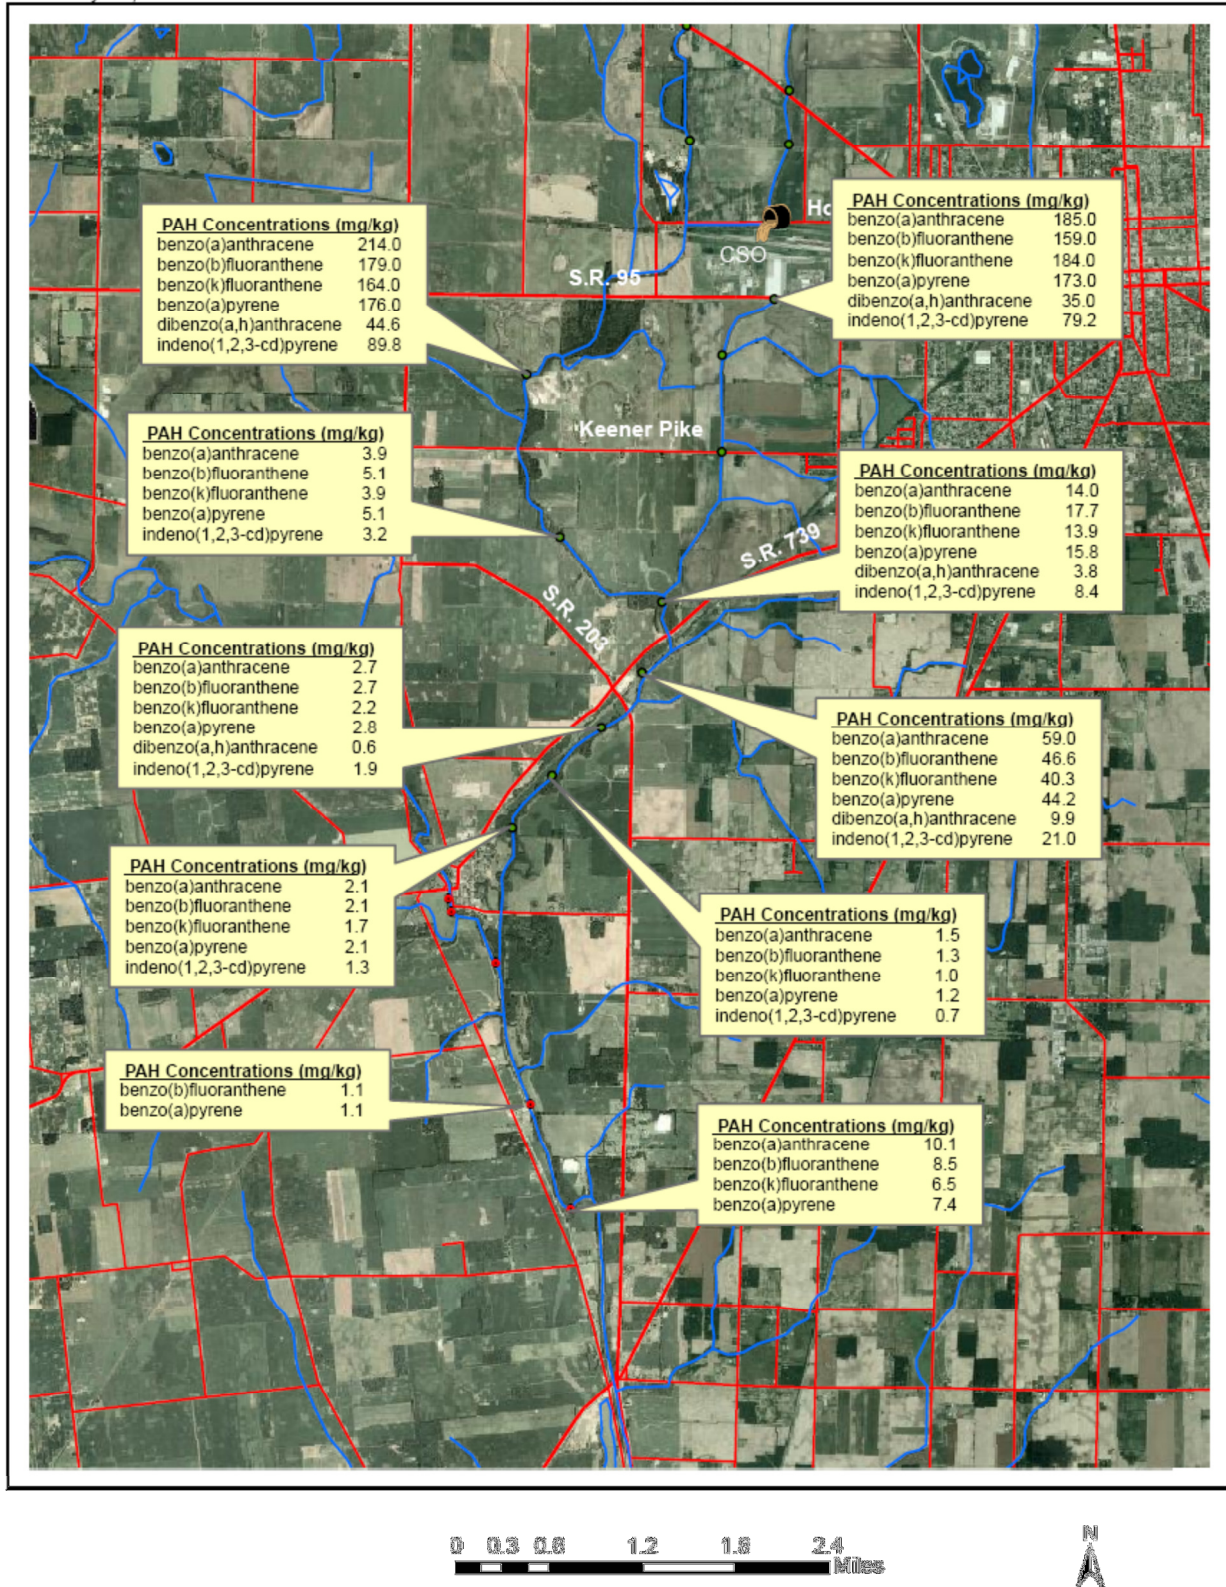 Ho
CSO
S.R. 95
PAH Concentrations (mg/kg)
benzo(a)anthracene 214.0
benzo(b)fluoranthene 179.0
benzo(k)fluoranthene 164.0
benzo(a)pyrene 176.0
dibenzo(a,h)anthracene 44.6
indeno(1,2,3-cd)pyrene 89.8
PAH Concentrations (mg/kg)
benzo(a)anthracene 185.0
benzo(b)fluoranthene 159.0
benzo(k)fluoranthene 184.0
benzo(a)pyrene 173.0
dibenzo(a,h)anthracene 35.0
indeno(1,2,3-cd)pyrene 79.2
Keener Pike
PAH Concentrations (mg/kg)
benzo(a)anthracene 3.9
benzo(b)fluoranthene 5.1
benzo(k)fluoranthene 3.9
benzo(a)pyrene 5.1
indeno(1,2,3-cd)pyrene 3.2
PAH Concentrations (mg/kg)
benzo(a)anthracene 14.0
benzo(b)fluoranthene 17.7
benzo(k)fluoranthene 13.9
benzo(a)pyrene 15.8
dibenzo(a,h)anthracene 3.8
indeno(1,2,3-cd)pyrene 8.4
S.R. 739
S.R. 203
PAH Concentrations (mg/kg)
benzo(a)anthracene 2.7
benzo(b)fluoranthene 2.7
benzo(k)fluoranthene 2.2
benzo(a)pyrene 2.8
dibenzo(a,h)anthracene 0.6
indeno(1,2,3-cd)pyrene 1.9
PAH Concentrations (mg/kg)
benzo(a)anthracene 59.0
benzo(b)fluoranthene 46.6
benzo(k)fluoranthene 40.3
benzo(a)pyrene 44.2
dibenzo(a,h)anthracene 9.9
indeno(1,2,3-cd)pyrene 21.0
PAH Concentrations (mg/kg)
benzo(a)anthracene 2.1
benzo(b)fluoranthene 2.1
benzo(k)fluoranthene 1.7
benzo(a)pyrene 2.1
indeno(1,2,3-cd)pyrene 1.3
PAH Concentrations (mg/kg)
benzo(a)anthracene 1.5
benzo(b)fluoranthene 1.3
benzo(k)fluoranthene 1.0
benzo(a)pyrene 1.2
indeno(1,2,3-cd)pyrene 0.7
PAH Concentrations (mg/kg)
benzo(b)fluoranthene 1.1
benzo(a)pyrene 1.1
PAH Concentrations (mg/kg)
benzo(a)anthracene 10.1
benzo(b)fluoranthene 8.5
benzo(k)fluoranthene 6.5
benzo(a)pyrene 7.4
0 0.3 0.6 1.2 1.8 2.4
Miles
N